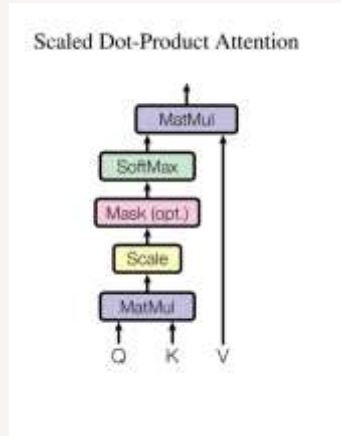 Scaled Dot-Product Attention
MatMul
SoftMax
Mask (opt.)
Scale
MatMul
Q K V